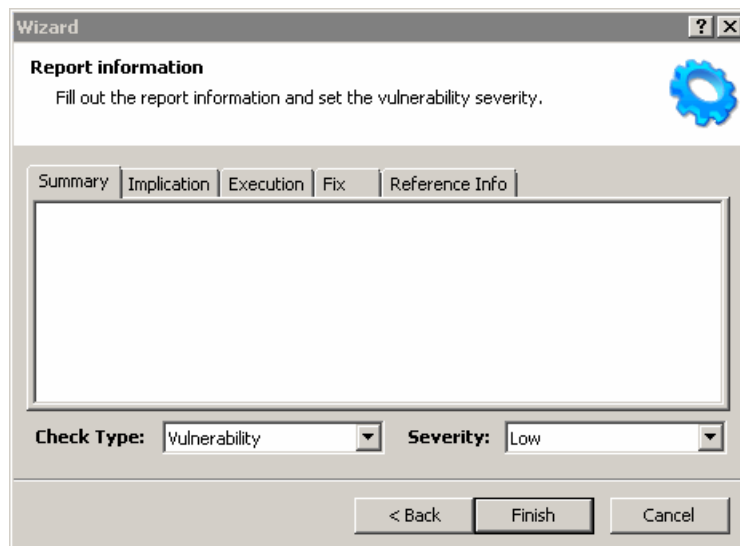 Wizard
Report information
Fill out the report information and set the vulnerability severity.
Summary Implication Execution Fix Reference Info
Check Type: Vulnerability Severity: Low
< Back Finish Cancel